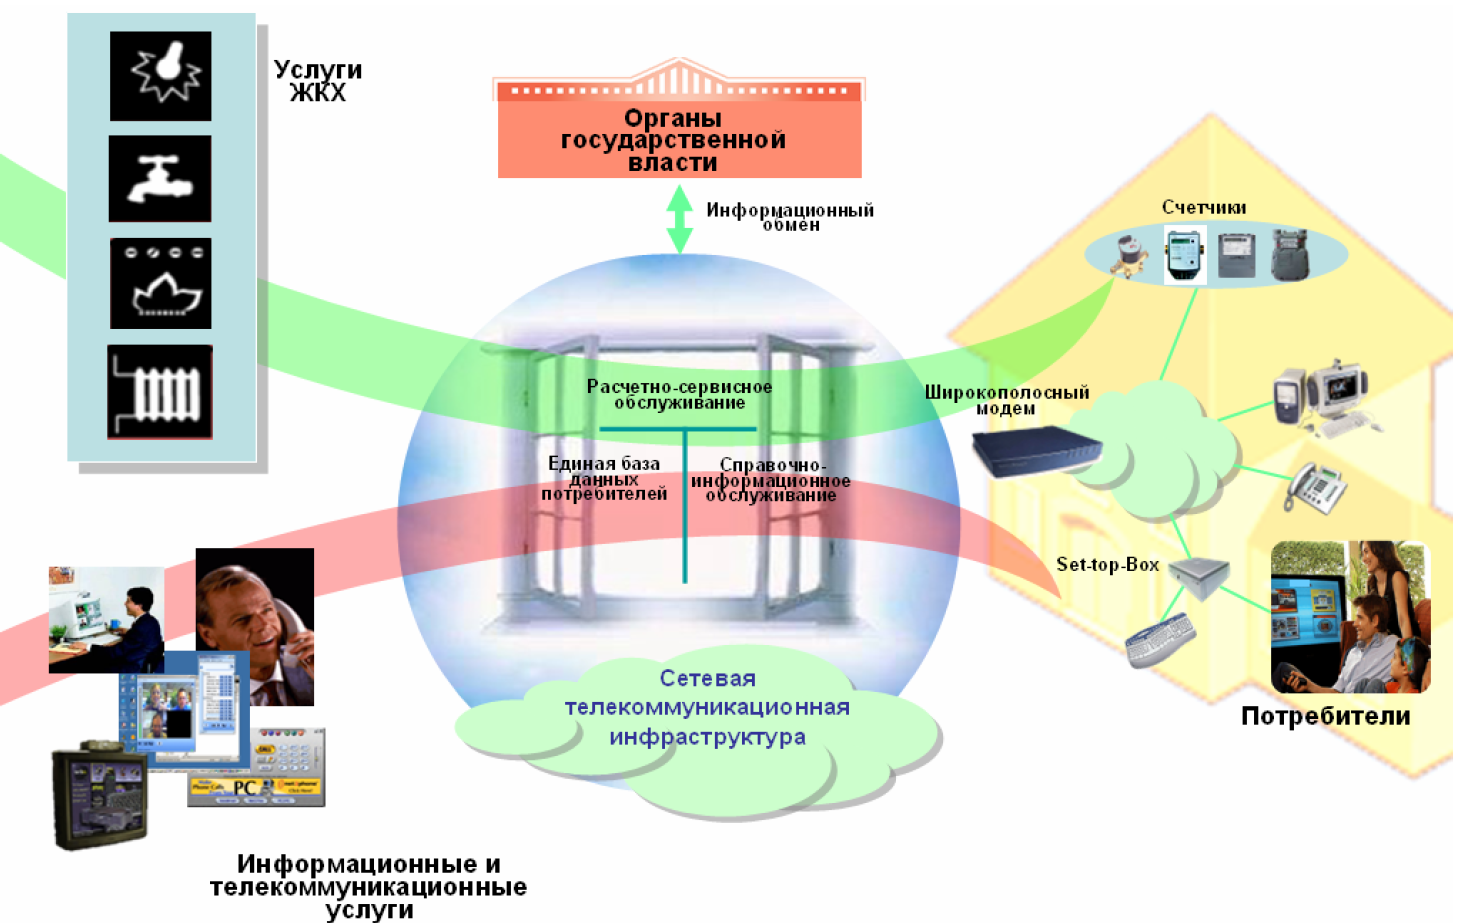 Услуги
ЖКХ
Органы
государственной
власти
Информационный
обмен
Счетчики
Расчетно-сервисное
обслуживание
Широкополосный
модем
Единая база
данных
потребителей
Справочно-
информационное
обслуживание
Set-top-Box
Сетевая
телекоммуникационная
инфраструктура
Потребители
PC
Информационные и
телекоммуникационные
услуги